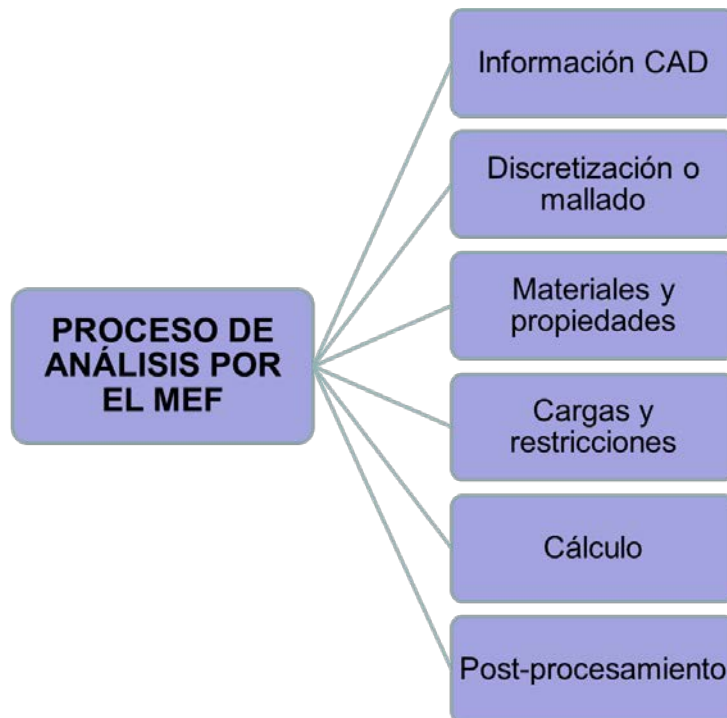 Información CAD
Discretización o
mallado
Materiales y
propiedades
PROCESO DE
ANÁLISIS POR
EL MEF
Cargas y
restricciones
Cálculo
Post-procesamiento